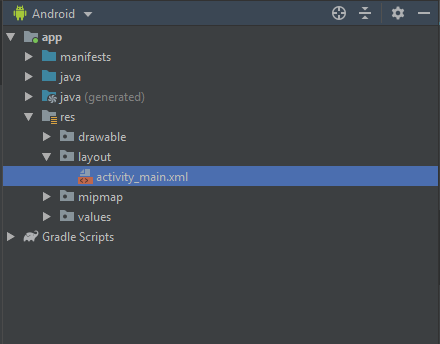 Android
app
manifests
java
java (generated)
res
drawable
layout
activity_main.xml
mipmap
values
Gradle Scripts